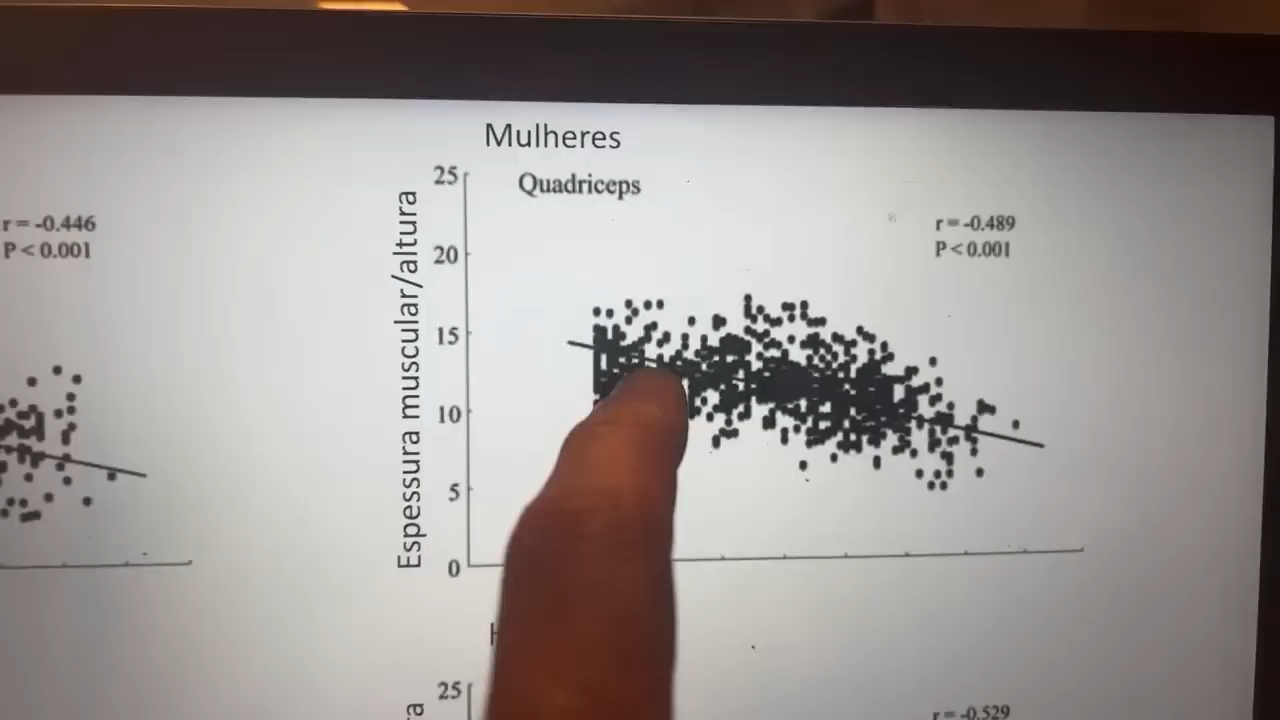 Mulheres
r = -0.446
P < 0.001
Espessura muscular/altura
25
20
15
10
5
0
Quadriceps
r = -0.489
P < 0.001
25
r = -0.529